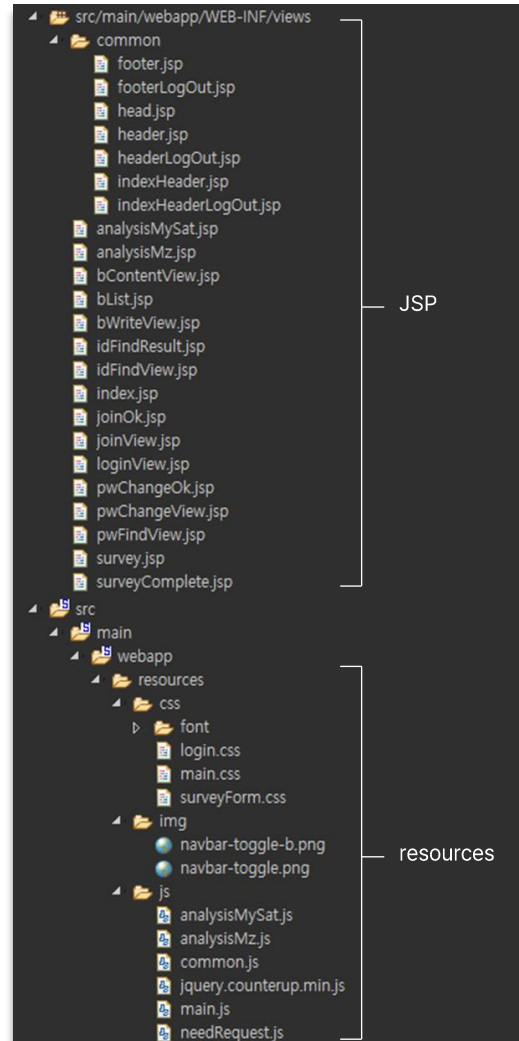 src/main/webapp/WEB-INF/views
common
footer.jsp
footerLogOut.jsp
head.jsp
header.jsp
headerLogOut.jsp
indexHeader.jsp
indexHeaderLogOut.jsp
analysisMySat.jsp
analysisMz.jsp
bContentView.jsp
bList.jsp
JSP
bWriteView.jsp
idFindResult.jsp
idFindView.jsp
index.jsp
joinOk.jsp
joinView.jsp
loginView.jsp
pwChangeOk.jsp
pwChangeView.jsp
pwFindView.jsp
survey.jsp
surveyComplete.jsp
src
main
webapp
resources
css
font
login.css
main.css
surveyForm.css
img
navbar-toggle-b.png
navbar-toggle.png
resources
js
analysisMySat.js
analysisMz.js
common.js
jquery.counterup.min.js
main.js
needRequest.js